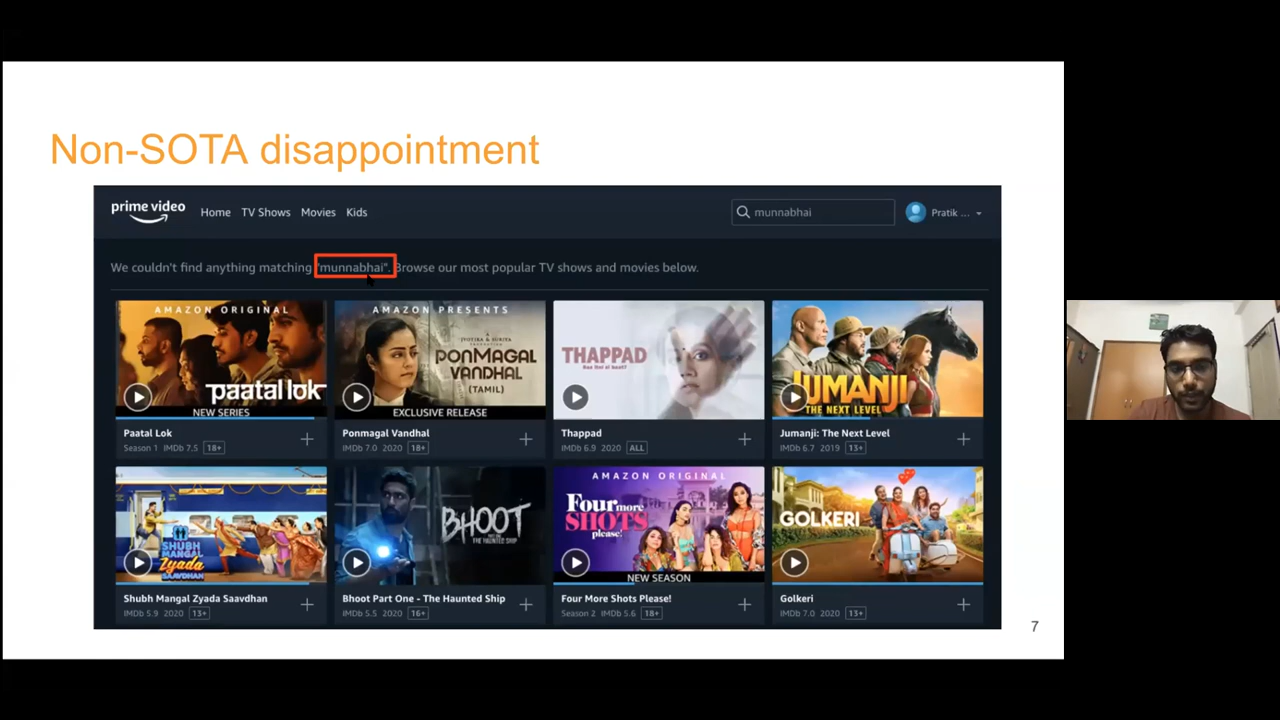 Non-SOTA disappointment
prime video
Home TV Shows Movies Kids
munnabhai
Pratik ...
We couldn't find anything matching "munnabhai". Browse our most popular TV shows and movies below.
AMAZON ORIGINAL
paatal lok
NEW SERIES
AMAZON PRESENTS
PONMAGAL
VANDHAL
(TAMIL)
EXCLUSIVE RELEASE
THAPPAD
JUMANJI
THE NEXT LEVEL
Paatal Lok
Season 1 IMDb 7.5 18+
Ponmagal Vandhal
IMDb 7.0 2020 18+
Thappad
IMDb 6.9 2020 ALL
Jumanji: The Next Level
IMDb 6.7 2019 13+
SHUBH
MANGAL
Zyada
SAAVDHAN
BHOOT
PART ONE - THE HAUNTED SHIP
AMAZON ORIGINAL
Four more
SHOTS
please!
NEW SEASON
GOLKERI
Shubh Mangal Zyada Saavdhan
IMDb 5.9 2020 13+
Bhoot Part One - The Haunted Ship
IMDb 5.5 2020 16+
Four More Shots Please!
Season 2 IMDb 5.6 18+
Golkeri
IMDb 7.0 2020 13+
7